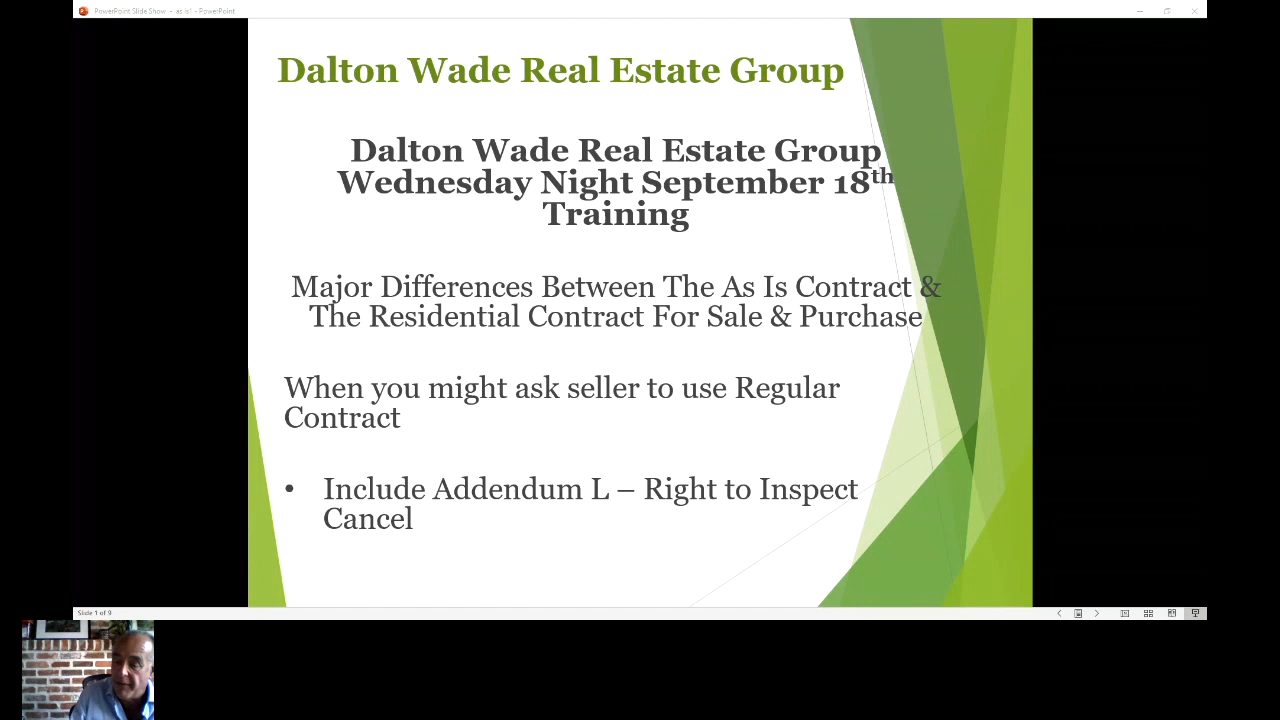 PowerPoint Slide Show - as is1 - PowerPoint
Dalton Wade Real Estate Group
Dalton Wade Real Estate Group
Wednesday Night September 18th
Training
Major Differences Between The As Is Contract &
The Residential Contract For Sale & Purchase
When you might ask seller to use Regular
Contract
• Include Addendum L – Right to Inspect
Cancel
Slide 1 of 9